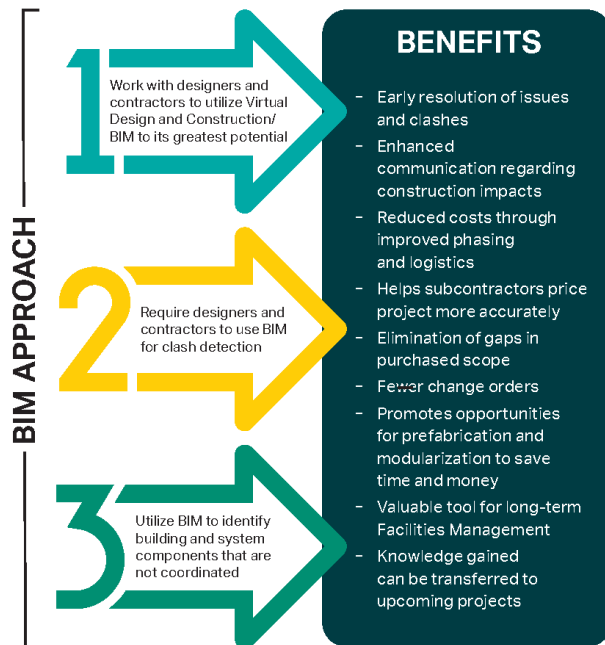 BIM APPROACH
1
Work with designers and
contractors to utilize Virtual
Design and Construction/
BIM to its greatest potential
2
Require designers and
contractors to use BIM
for clash detection
3
Utilize BIM to identify
building and system
components that are
not coordinated
BENEFITS
– Early resolution of issues
and clashes
– Enhanced
communication regarding
construction impacts
– Reduced costs through
improved phasing
and logistics
– Helps subcontractors price
project more accurately
– Elimination of gaps in
purchased scope
– Fewer change orders
– Promotes opportunities
for prefabrication and
modularization to save
time and money
– Valuable tool for long-term
Facilities Management
– Knowledge gained
can be transferred to
upcoming projects